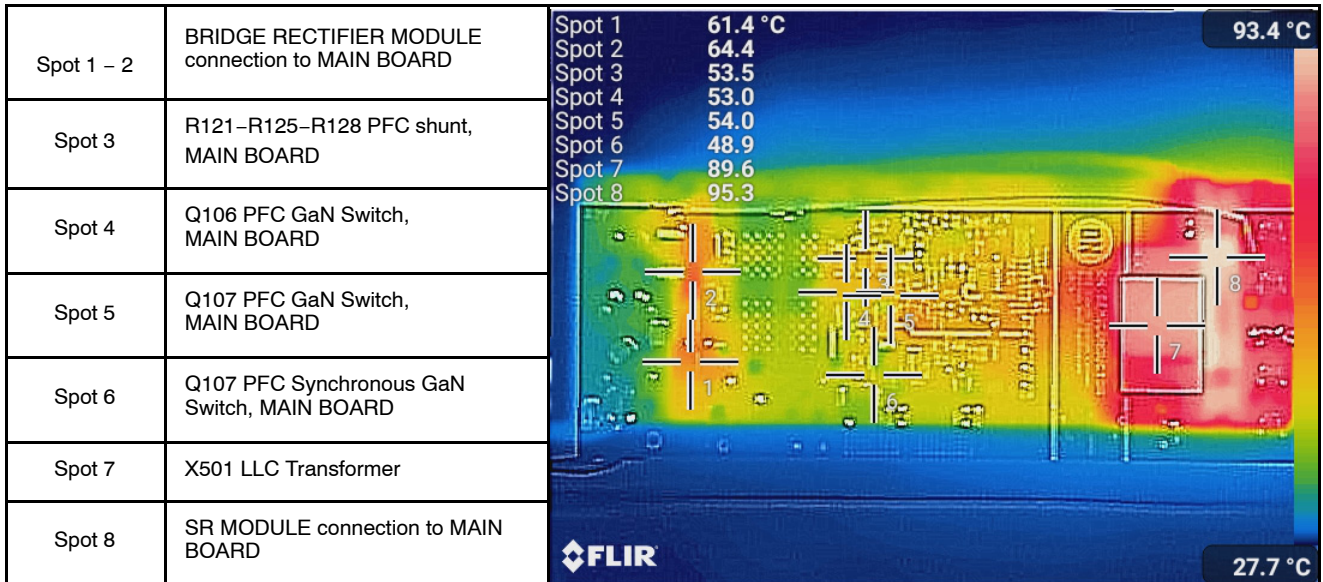 Spot 1 – 2
BRIDGE RECTIFIER MODULE
connection to MAIN BOARD
Spot 3
R121–R125–R128 PFC shunt,
MAIN BOARD
Spot 4
Q106 PFC GaN Switch,
MAIN BOARD
Spot 5
Q107 PFC GaN Switch,
MAIN BOARD
Spot 6
Q107 PFC Synchronous GaN
Switch, MAIN BOARD
Spot 7
X501 LLC Transformer
Spot 8
SR MODULE connection to MAIN
BOARD
Spot 1 61.4 °C
Spot 2 64.4
Spot 3 53.5
Spot 4 53.0
Spot 5 54.0
Spot 6 48.9
Spot 7 89.6
Spot 8 95.3
93.4 °C
2
3
8
4
5
7
1
6
FLIR
27.7 °C